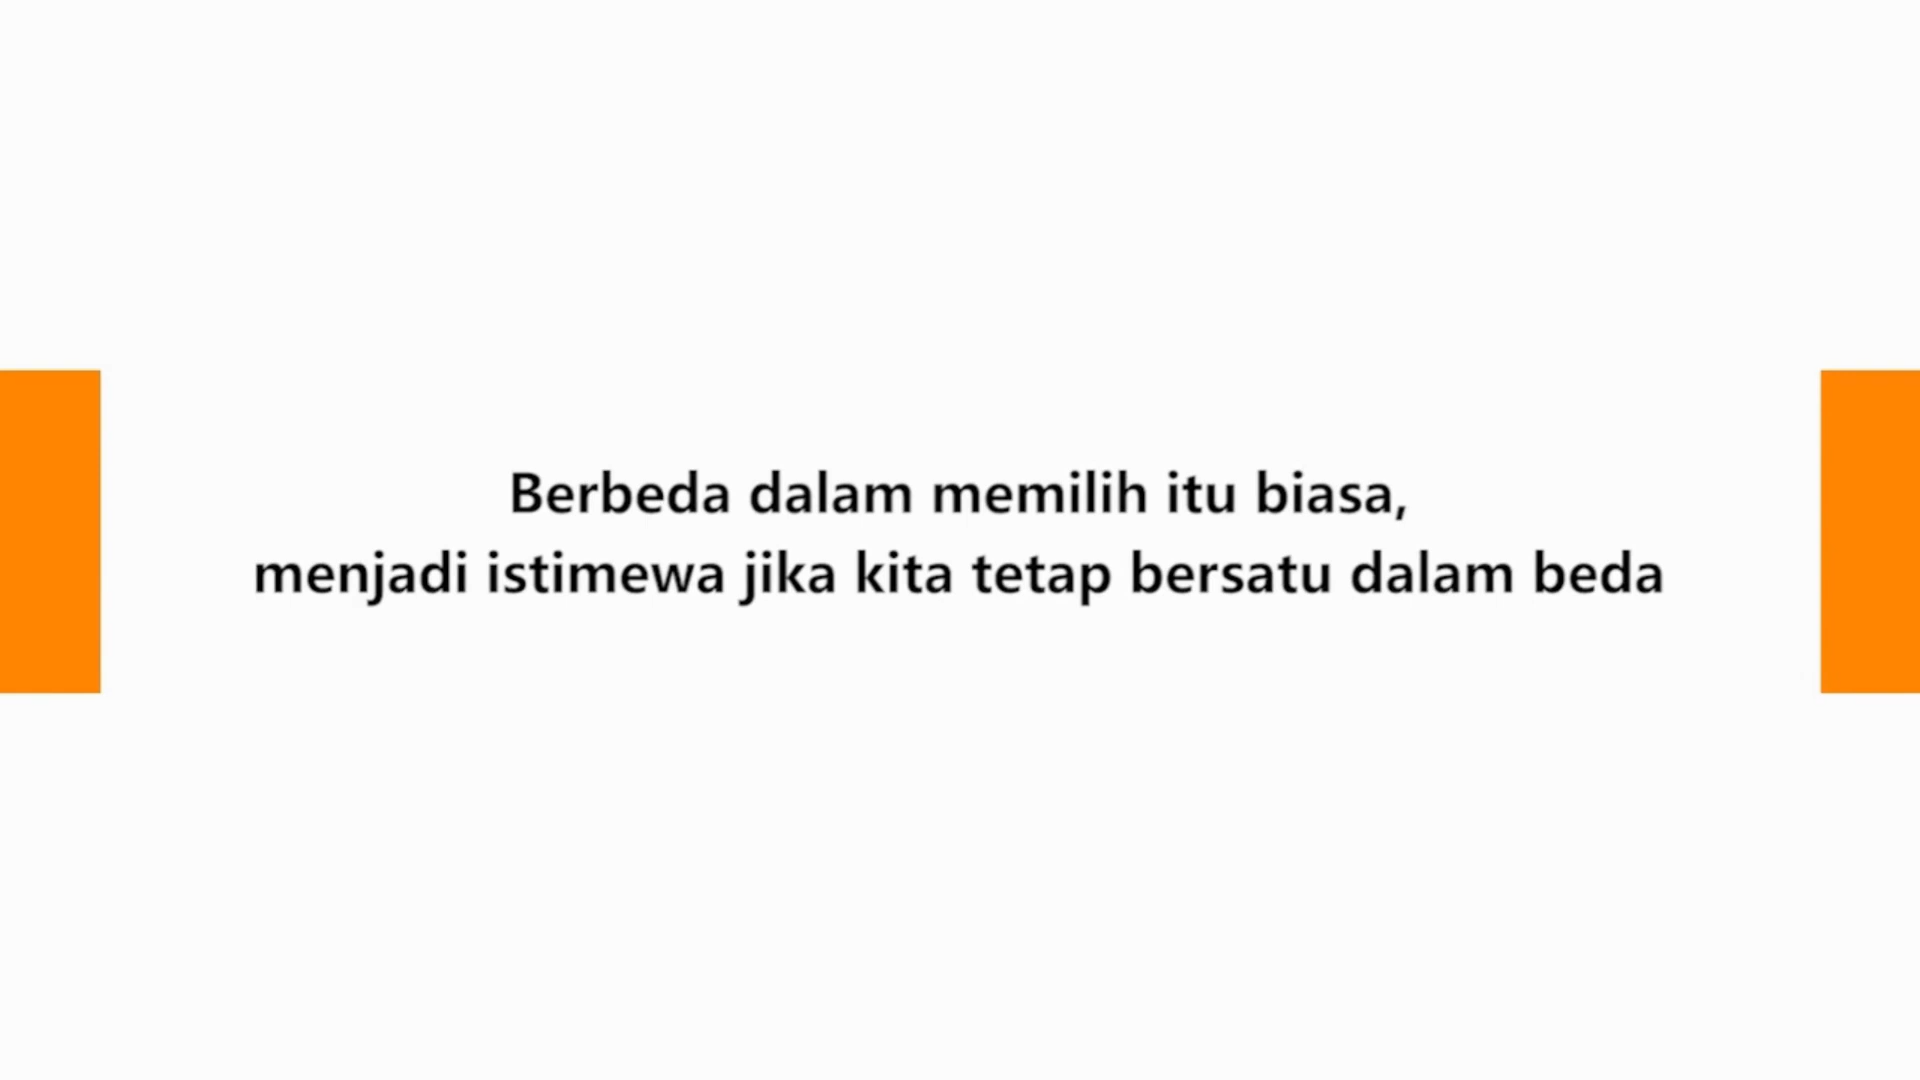 Berbeda dalam memilih itu biasa,
menjadi istimewa jika kita tetap bersatu dalam beda